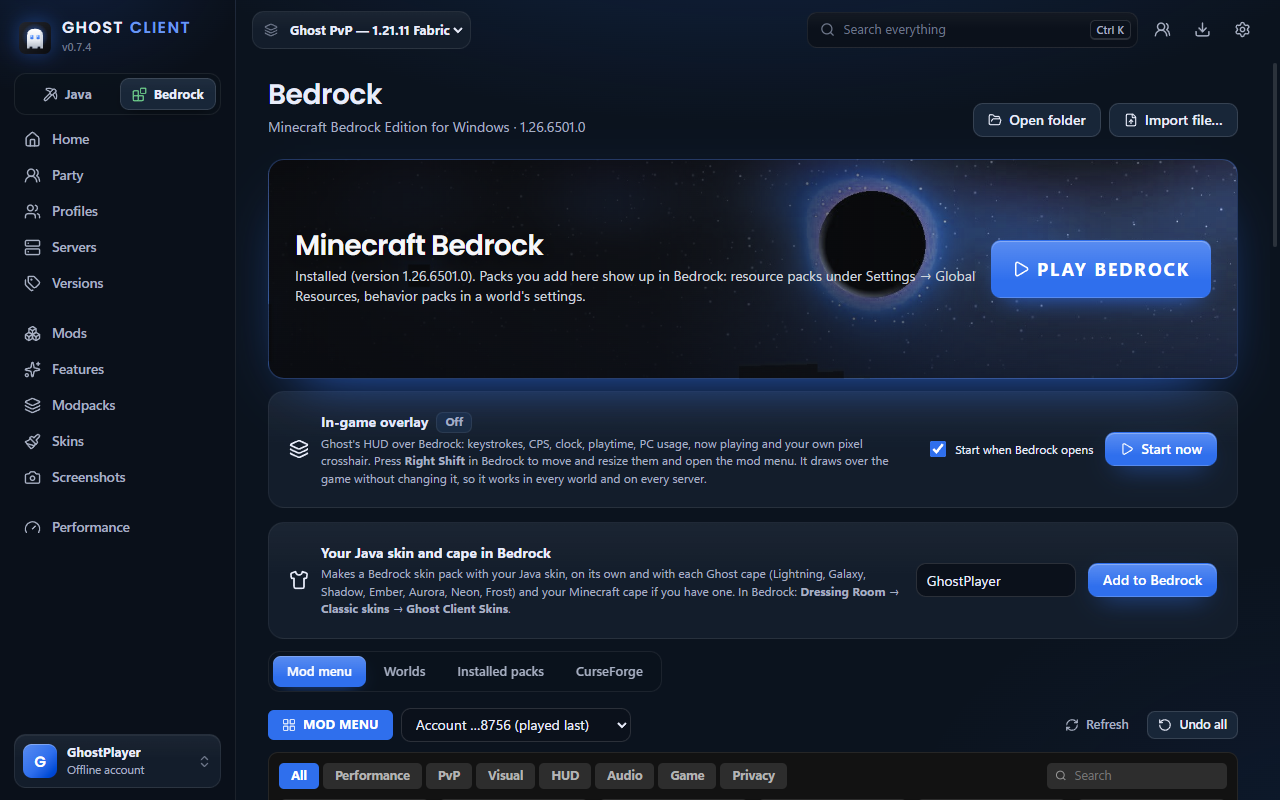 GHOST CLIENT
v0.7.4
Java
Bedrock
Home
Party
Profiles
Servers
Versions
Mods
Features
Modpacks
Skins
Screenshots
Performance
G
GhostPlayer
Offline account
Ghost PvP — 1.21.11 Fabric
Search everything
Ctrl K
Bedrock
Minecraft Bedrock Edition for Windows · 1.26.6501.0
Open folder
Import file...
Minecraft Bedrock
Installed (version 1.26.6501.0). Packs you add here show up in Bedrock: resource packs under Settings → Global
Resources, behavior packs in a world's settings.
PLAY BEDROCK
In-game overlay
Off
Ghost's HUD over Bedrock: keystrokes, CPS, clock, playtime, PC usage, now playing and your own pixel
crosshair. Press Right Shift in Bedrock to move and resize them and open the mod menu. It draws over the
game without changing it, so it works in every world and on every server.
Start when Bedrock opens
Start now
Your Java skin and cape in Bedrock
Makes a Bedrock skin pack with your Java skin, on its own and with each Ghost cape (Lightning, Galaxy,
Shadow, Ember, Aurora, Neon, Frost) and your Minecraft cape if you have one. In Bedrock: Dressing Room →
Classic skins → Ghost Client Skins.
GhostPlayer
Add to Bedrock
Mod menu
Worlds
Installed packs
CurseForge
MOD MENU
Account ...8756 (played last)
Refresh
Undo all
All
Performance
PvP
Visual
HUD
Audio
Game
Privacy
Search